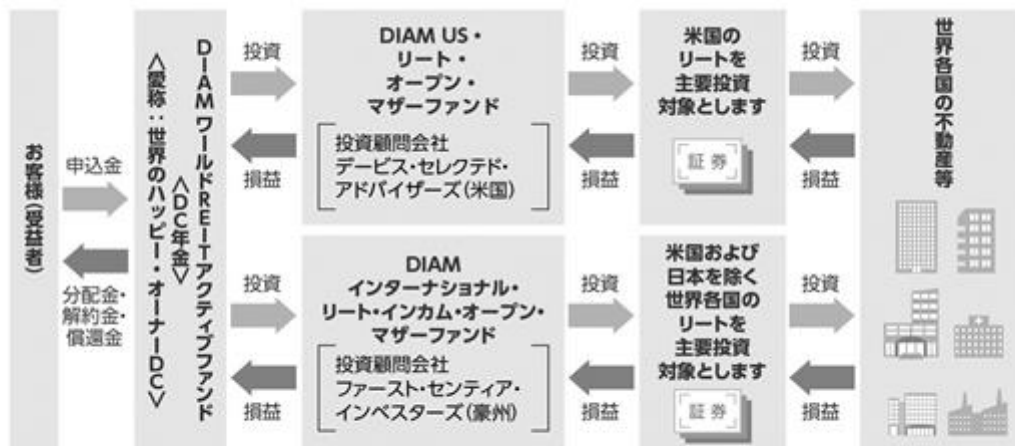 お客様(受益者)
申込金
分配金・
解約金・
償還金
DIAMワールドREITアクティブファンド
<DC年金>
<愛称:世界のハッピー・オーナーDC>
投資
損益
DIAM US・
リート・
オープン・
マザーファンド
投資顧問会社
デービス・セレクテド・
アドバイザーズ(米国)
投資
損益
米国の
リートを
主要投資
対象とします
証券
投資
損益
投資
損益
DIAM
インターナショナル・
リート・インカム・オープン・
マザーファンド
投資顧問会社
ファースト・センティア・
インベスターズ(豪州)
投資
損益
米国および
日本を除く
世界各国の
リートを
主要投資
対象とします
証券
投資
損益
世界各国の不動産等